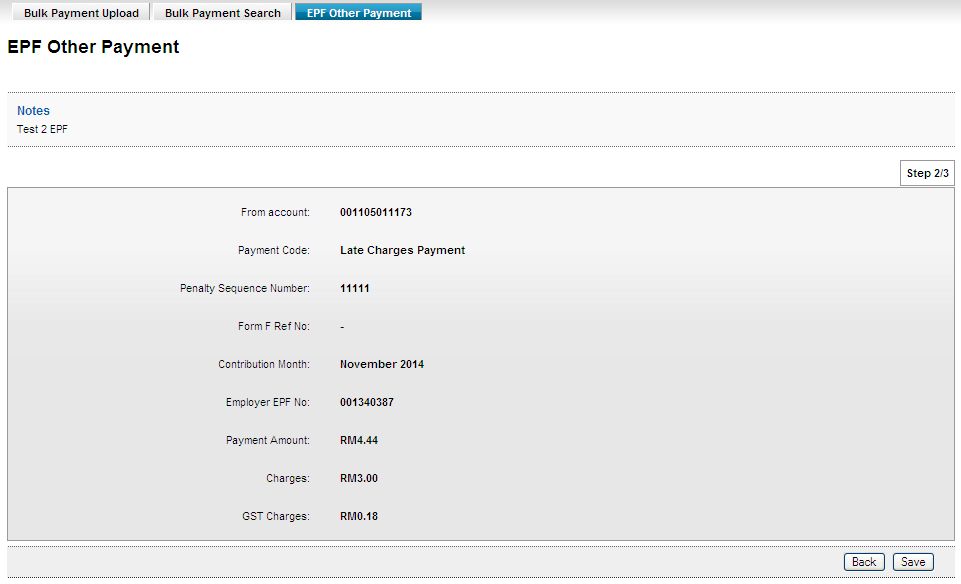 Bulk Payment Upload Bulk Payment Search EPF Other Payment
EPF Other Payment
Notes
Test 2 EPF
Step 2/3
From account: 001105011173
Payment Code: Late Charges Payment
Penalty Sequence Number: 11111
Form F Ref No: -
Contribution Month: November 2014
Employer EPF No: 001340387
Payment Amount: RM4.44
Charges: RM3.00
GST Charges: RM0.18
Back Save